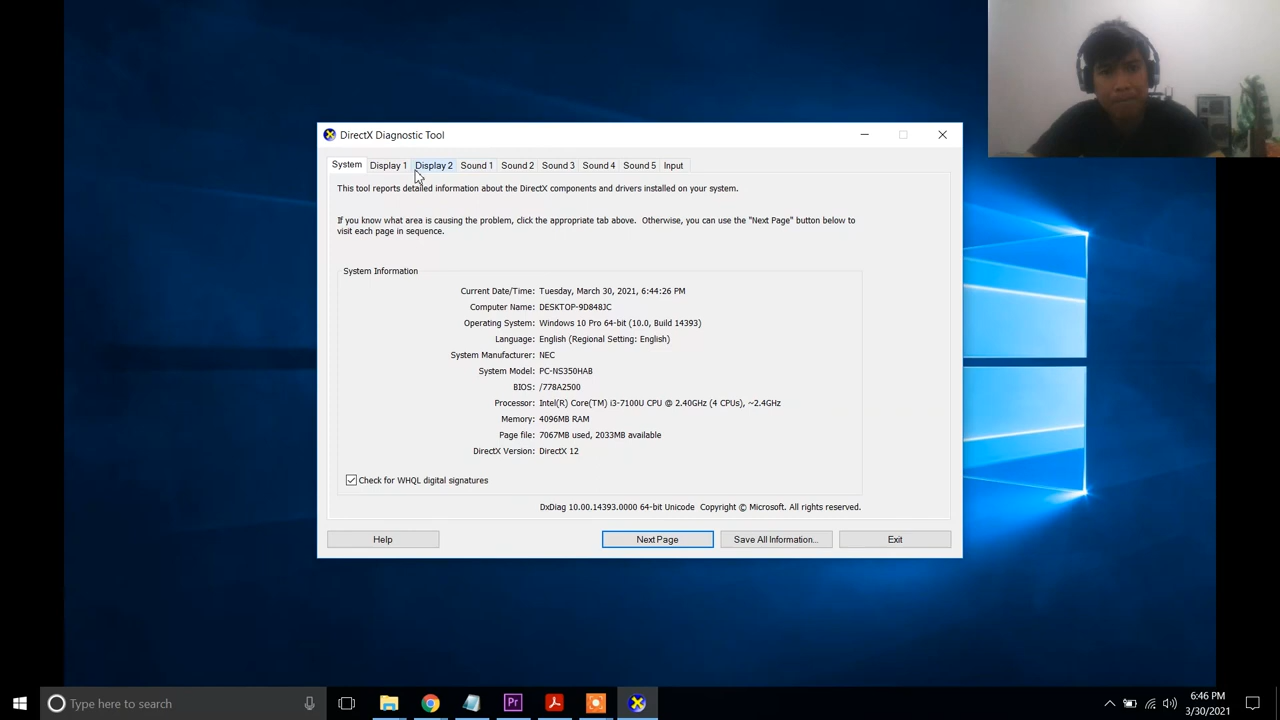 DirectX Diagnostic Tool
System Display 1 Display 2 Sound 1 Sound 2 Sound 3 Sound 4 Sound 5 Input
This tool reports detailed information about the DirectX components and drivers installed on your system.
If you know what area is causing the problem, click the appropriate tab above.  Otherwise, you can use the "Next Page" button below to
visit each page in sequence.
System Information
Current Date/Time: Tuesday, March 30, 2021, 6:44:26 PM
Computer Name: DESKTOP-9D848JC
Operating System: Windows 10 Pro 64-bit (10.0, Build 14393)
Language: English (Regional Setting: English)
System Manufacturer: NEC
System Model: PC-NS350HAB
BIOS: /778A2500
Processor: Intel(R) Core(TM) i3-7100U CPU @ 2.40GHz (4 CPUs), ~2.4GHz
Memory: 4096MB RAM
Page file: 7067MB used, 2033MB available
DirectX Version: DirectX 12
Check for WHQL digital signatures
DxDiag 10.00.14393.0000 64-bit Unicode  Copyright © Microsoft. All rights reserved.
Help Next Page Save All Information... Exit
Type here to search
Pr
6:46 PM
3/30/2021